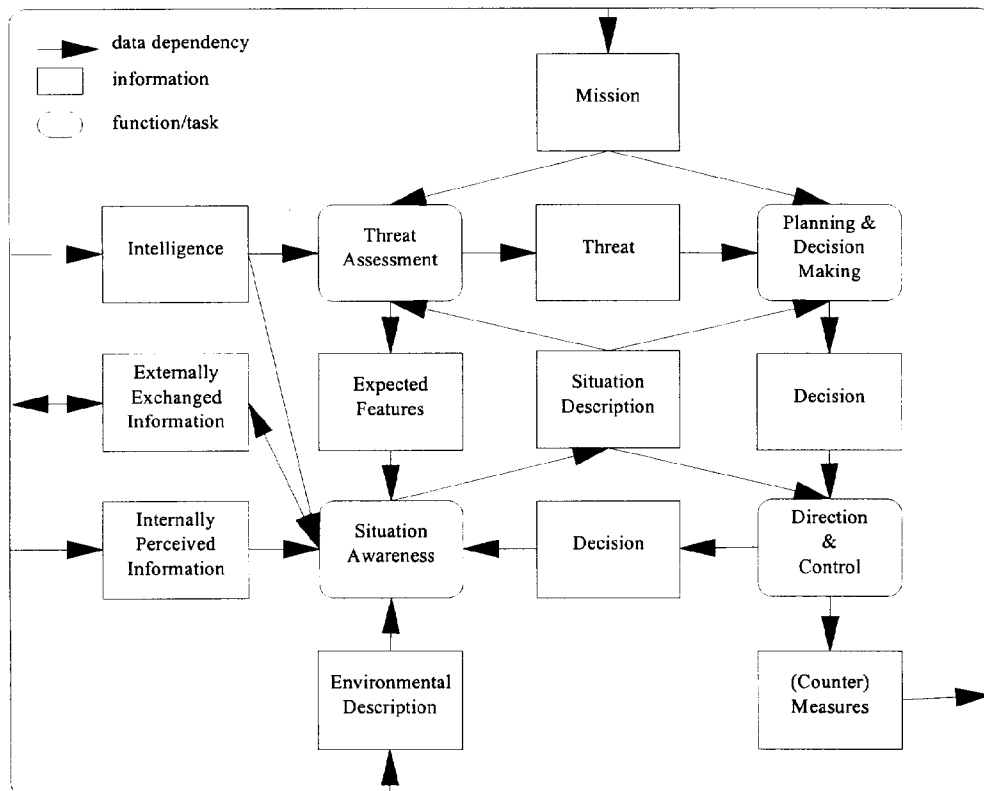 data dependency
information
function/task
Mission
Intelligence
Threat
Assessment
Threat
Planning &
Decision
Making
Externally
Exchanged
Information
Expected
Features
Situation
Description
Decision
Internally
Perceived
Information
Situation
Awareness
Decision
Direction
&
Control
Environmental
Description
(Counter)
Measures